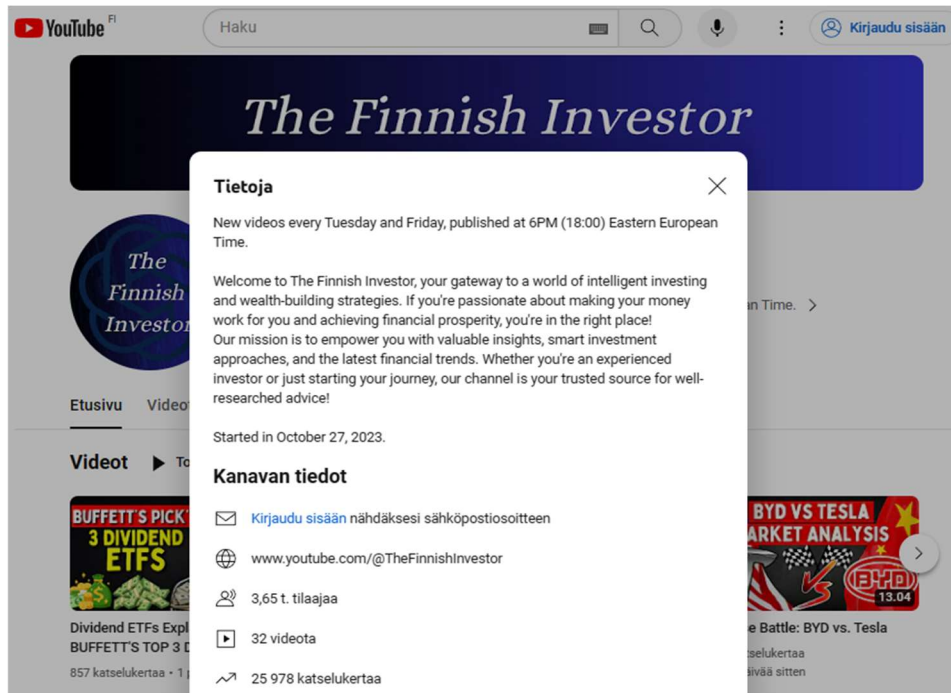 YouTube FI
Haku
Kirjaudu sisään
The Finnish Investor
The
Finnish
Investor
an Time.
Etusivu
Videot
Tietoja
New videos every Tuesday and Friday, published at 6PM (18:00) Eastern European
Time.
Welcome to The Finnish Investor, your gateway to a world of intelligent investing
and wealth-building strategies. If you're passionate about making your money
work for you and achieving financial prosperity, you're in the right place!
Our mission is to empower you with valuable insights, smart investment
approaches, and the latest financial trends. Whether you're an experienced
investor or just starting your journey, our channel is your trusted source for well-
researched advice!
Started in October 27, 2023.
Kanavan tiedot
Kirjaudu sisään nähdäksesi sähköpostiosoitteen
www.youtube.com/@TheFinnishInvestor
3,65 t. tilaajaa
32 videota
25 978 katselukertaa
BUFFETT'S PICK
3 DIVIDEND
ETFS
Dividend ETFs Expl
BUFFETT'S TOP 3 D
857 katselukertaa • 1
BYD VS TESLA
ARKET ANALYSIS
VS
BYD
13.04
e Battle: BYD vs. Tesla
tselukertaa
äivää sitten